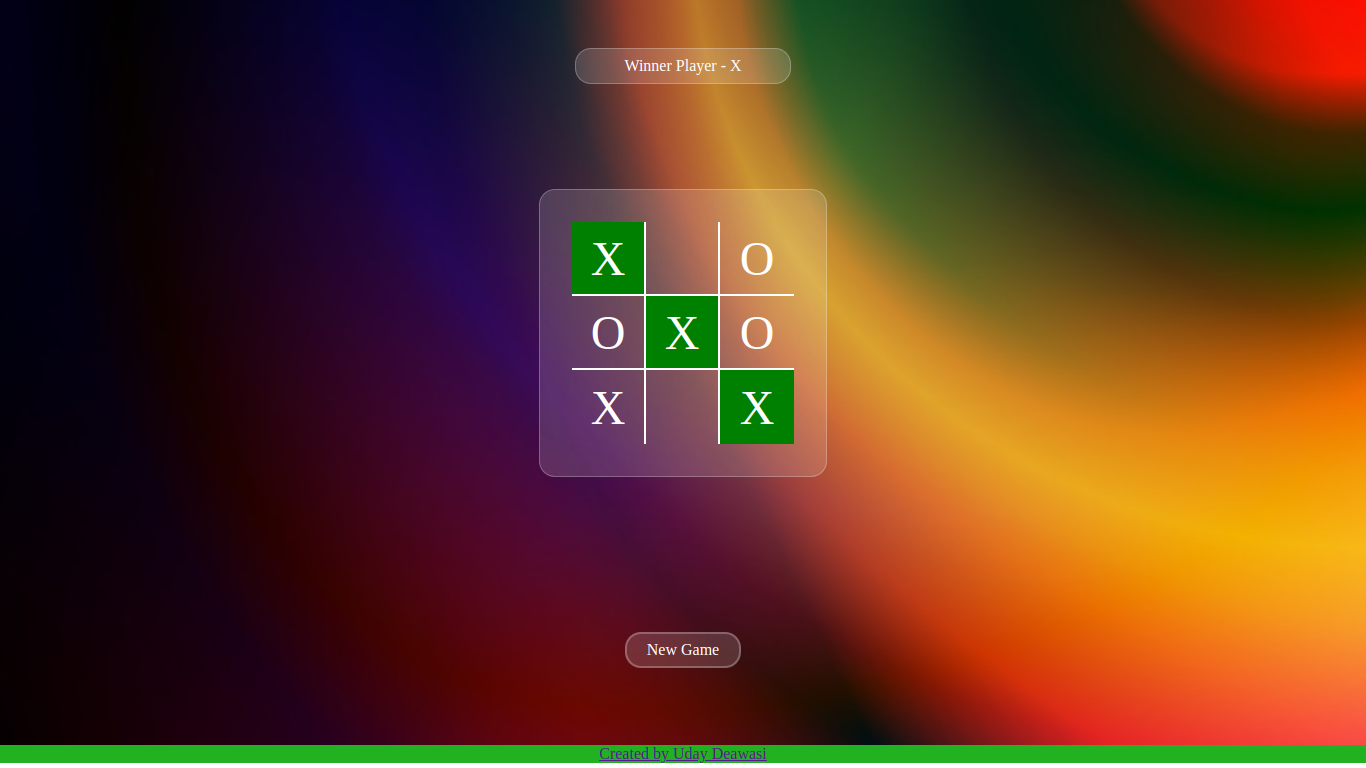 Winner Player - X
X O
O X O
X X
New Game
Created by Uday Deawasi